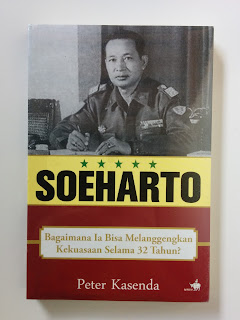 SOEHARTO
Bagaimana Ia Bisa Melanggengkan
Kekuasaan Selama 32 Tahun?
Peter Kasenda